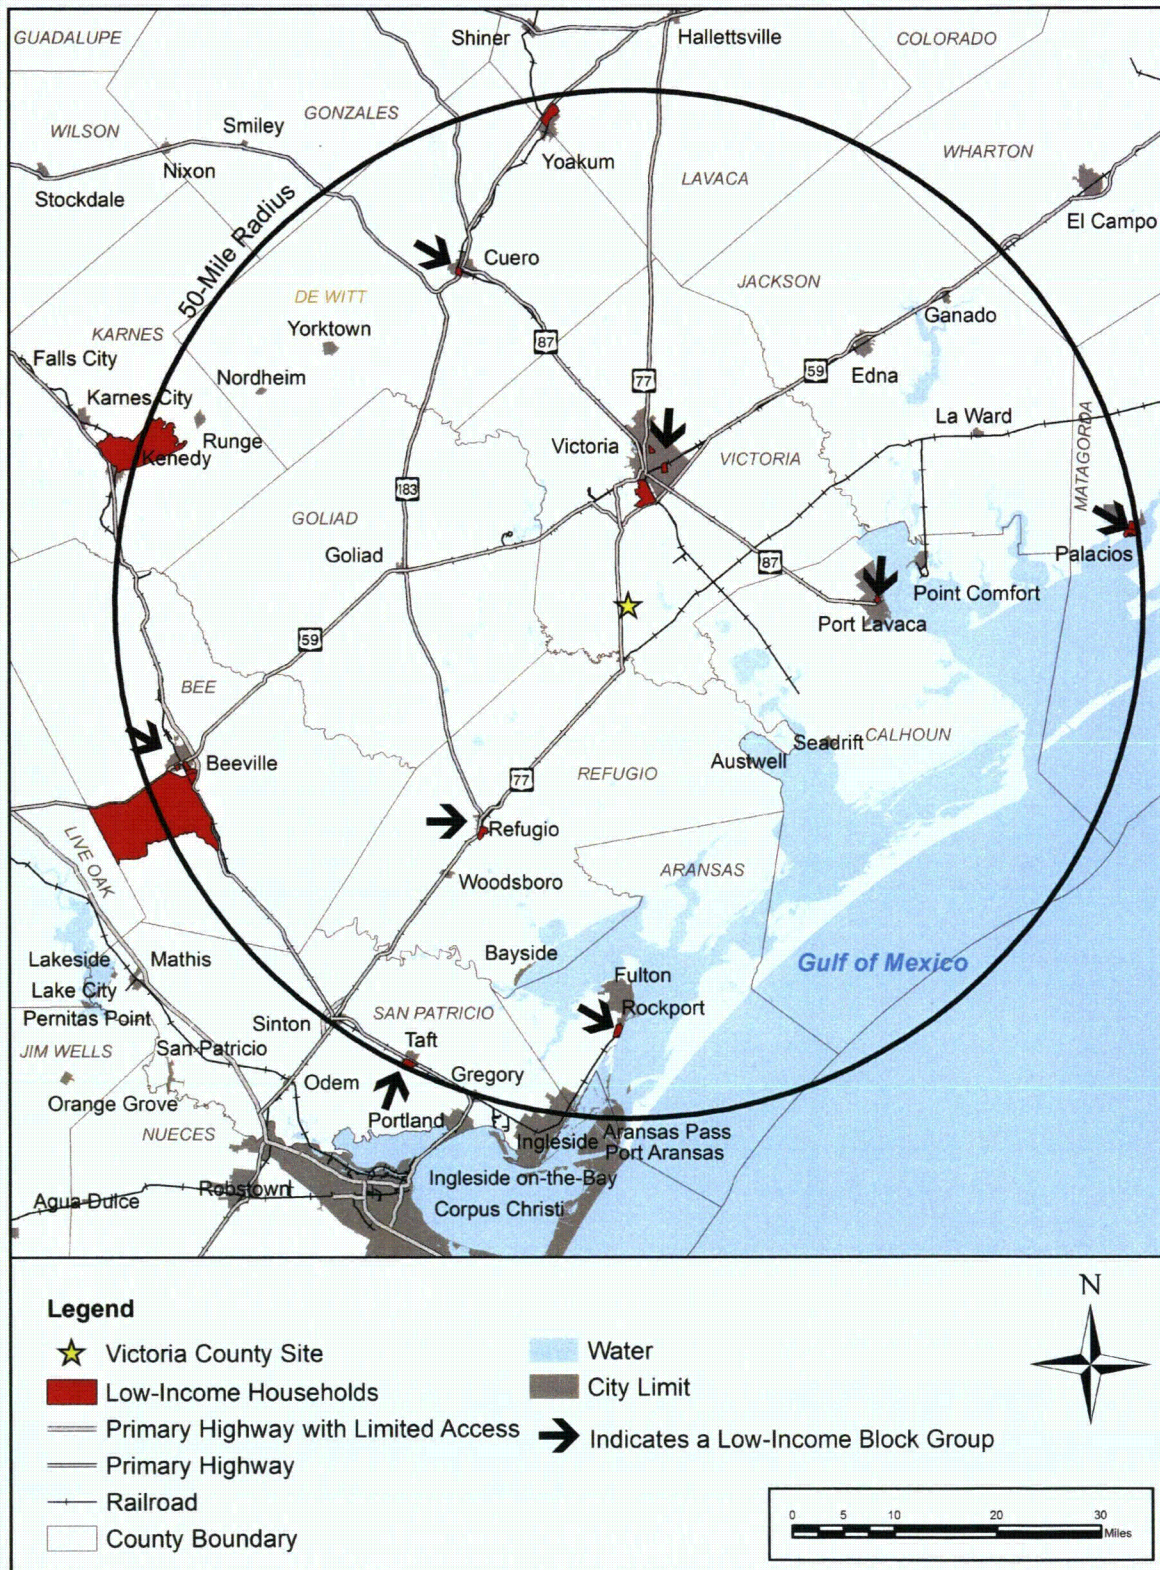 GUADALUPE
Shiner
Hallettsville
COLORADO
GONZALES
WILSON
Smiley
WHARTON
Nixon
Yoakum
LAVACA
Stockdale
El Campo
50-Mile Radius
Cuero
JACKSON
DE WITT
Ganado
KARNES
Yorktown
87
Falls City
59
Edna
Nordheim
77
Karnes City
La Ward
MATAGORDA
Runge
Victoria
VICTORIA
Kenedy
183
GOLIAD
Goliad
Palacios
87
Point Comfort
Port Lavaca
59
BEE
CALHOUN
Seadrift
Austwell
Beeville
REFUGIO
77
Refugio
LIVE OAK
ARANSAS
Woodsboro
Bayside
Lakeside
Mathis
Gulf of Mexico
Fulton
Lake City
Rockport
Pernitas Point
Sinton
SAN PATRICIO
JIM WELLS
San Patricio
Taft
Gregory
Odem
Orange Grove
Portland
NUECES
Ingleside
Aransas Pass
Port Aransas
Ingleside on-the-Bay
Robstown
Agua Dulce
Corpus Christi
Legend
Victoria County Site
Low-Income Households
Primary Highway with Limited Access
Primary Highway
Railroad
County Boundary
Water
City Limit
Indicates a Low-Income Block Group
N
0 5 10 20 30
Miles